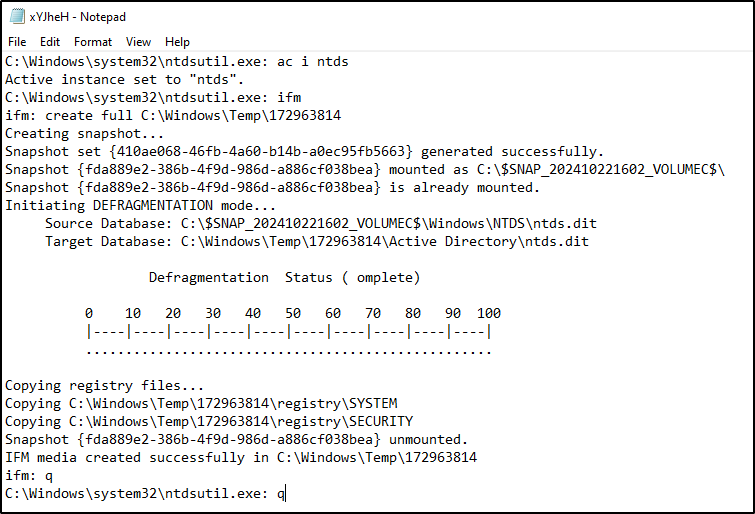 xYJheH - Notepad
File Edit Format View Help
C:\Windows\system32\ntdsutil.exe: ac i ntds
Active instance set to "ntds".
C:\Windows\system32\ntdsutil.exe: ifm
ifm: create full C:\Windows\Temp\172963814
Creating snapshot...
Snapshot set {410ae068-46fb-4a60-b14b-a0ec95fb5663} generated successfully.
Snapshot {fda889e2-386b-4f9d-986d-a886cf038bea} mounted as C:\$SNAP_202410221602_VOLUMEC$\
Snapshot {fda889e2-386b-4f9d-986d-a886cf038bea} is already mounted.
Initiating DEFRAGMENTATION mode...
     Source Database: C:\$SNAP_202410221602_VOLUMEC$\Windows\NTDS\ntds.dit
     Target Database: C:\Windows\Temp\172963814\Active Directory\ntds.dit
                  Defragmentation  Status ( omplete)
          0    10   20   30   40   50   60   70   80   90  100
          |----|----|----|----|----|----|----|----|----|----|
          ...................................................
Copying registry files...
Copying C:\Windows\Temp\172963814\registry\SYSTEM
Copying C:\Windows\Temp\172963814\registry\SECURITY
Snapshot {fda889e2-386b-4f9d-986d-a886cf038bea} unmounted.
IFM media created successfully in C:\Windows\Temp\172963814
ifm: q
C:\Windows\system32\ntdsutil.exe: q